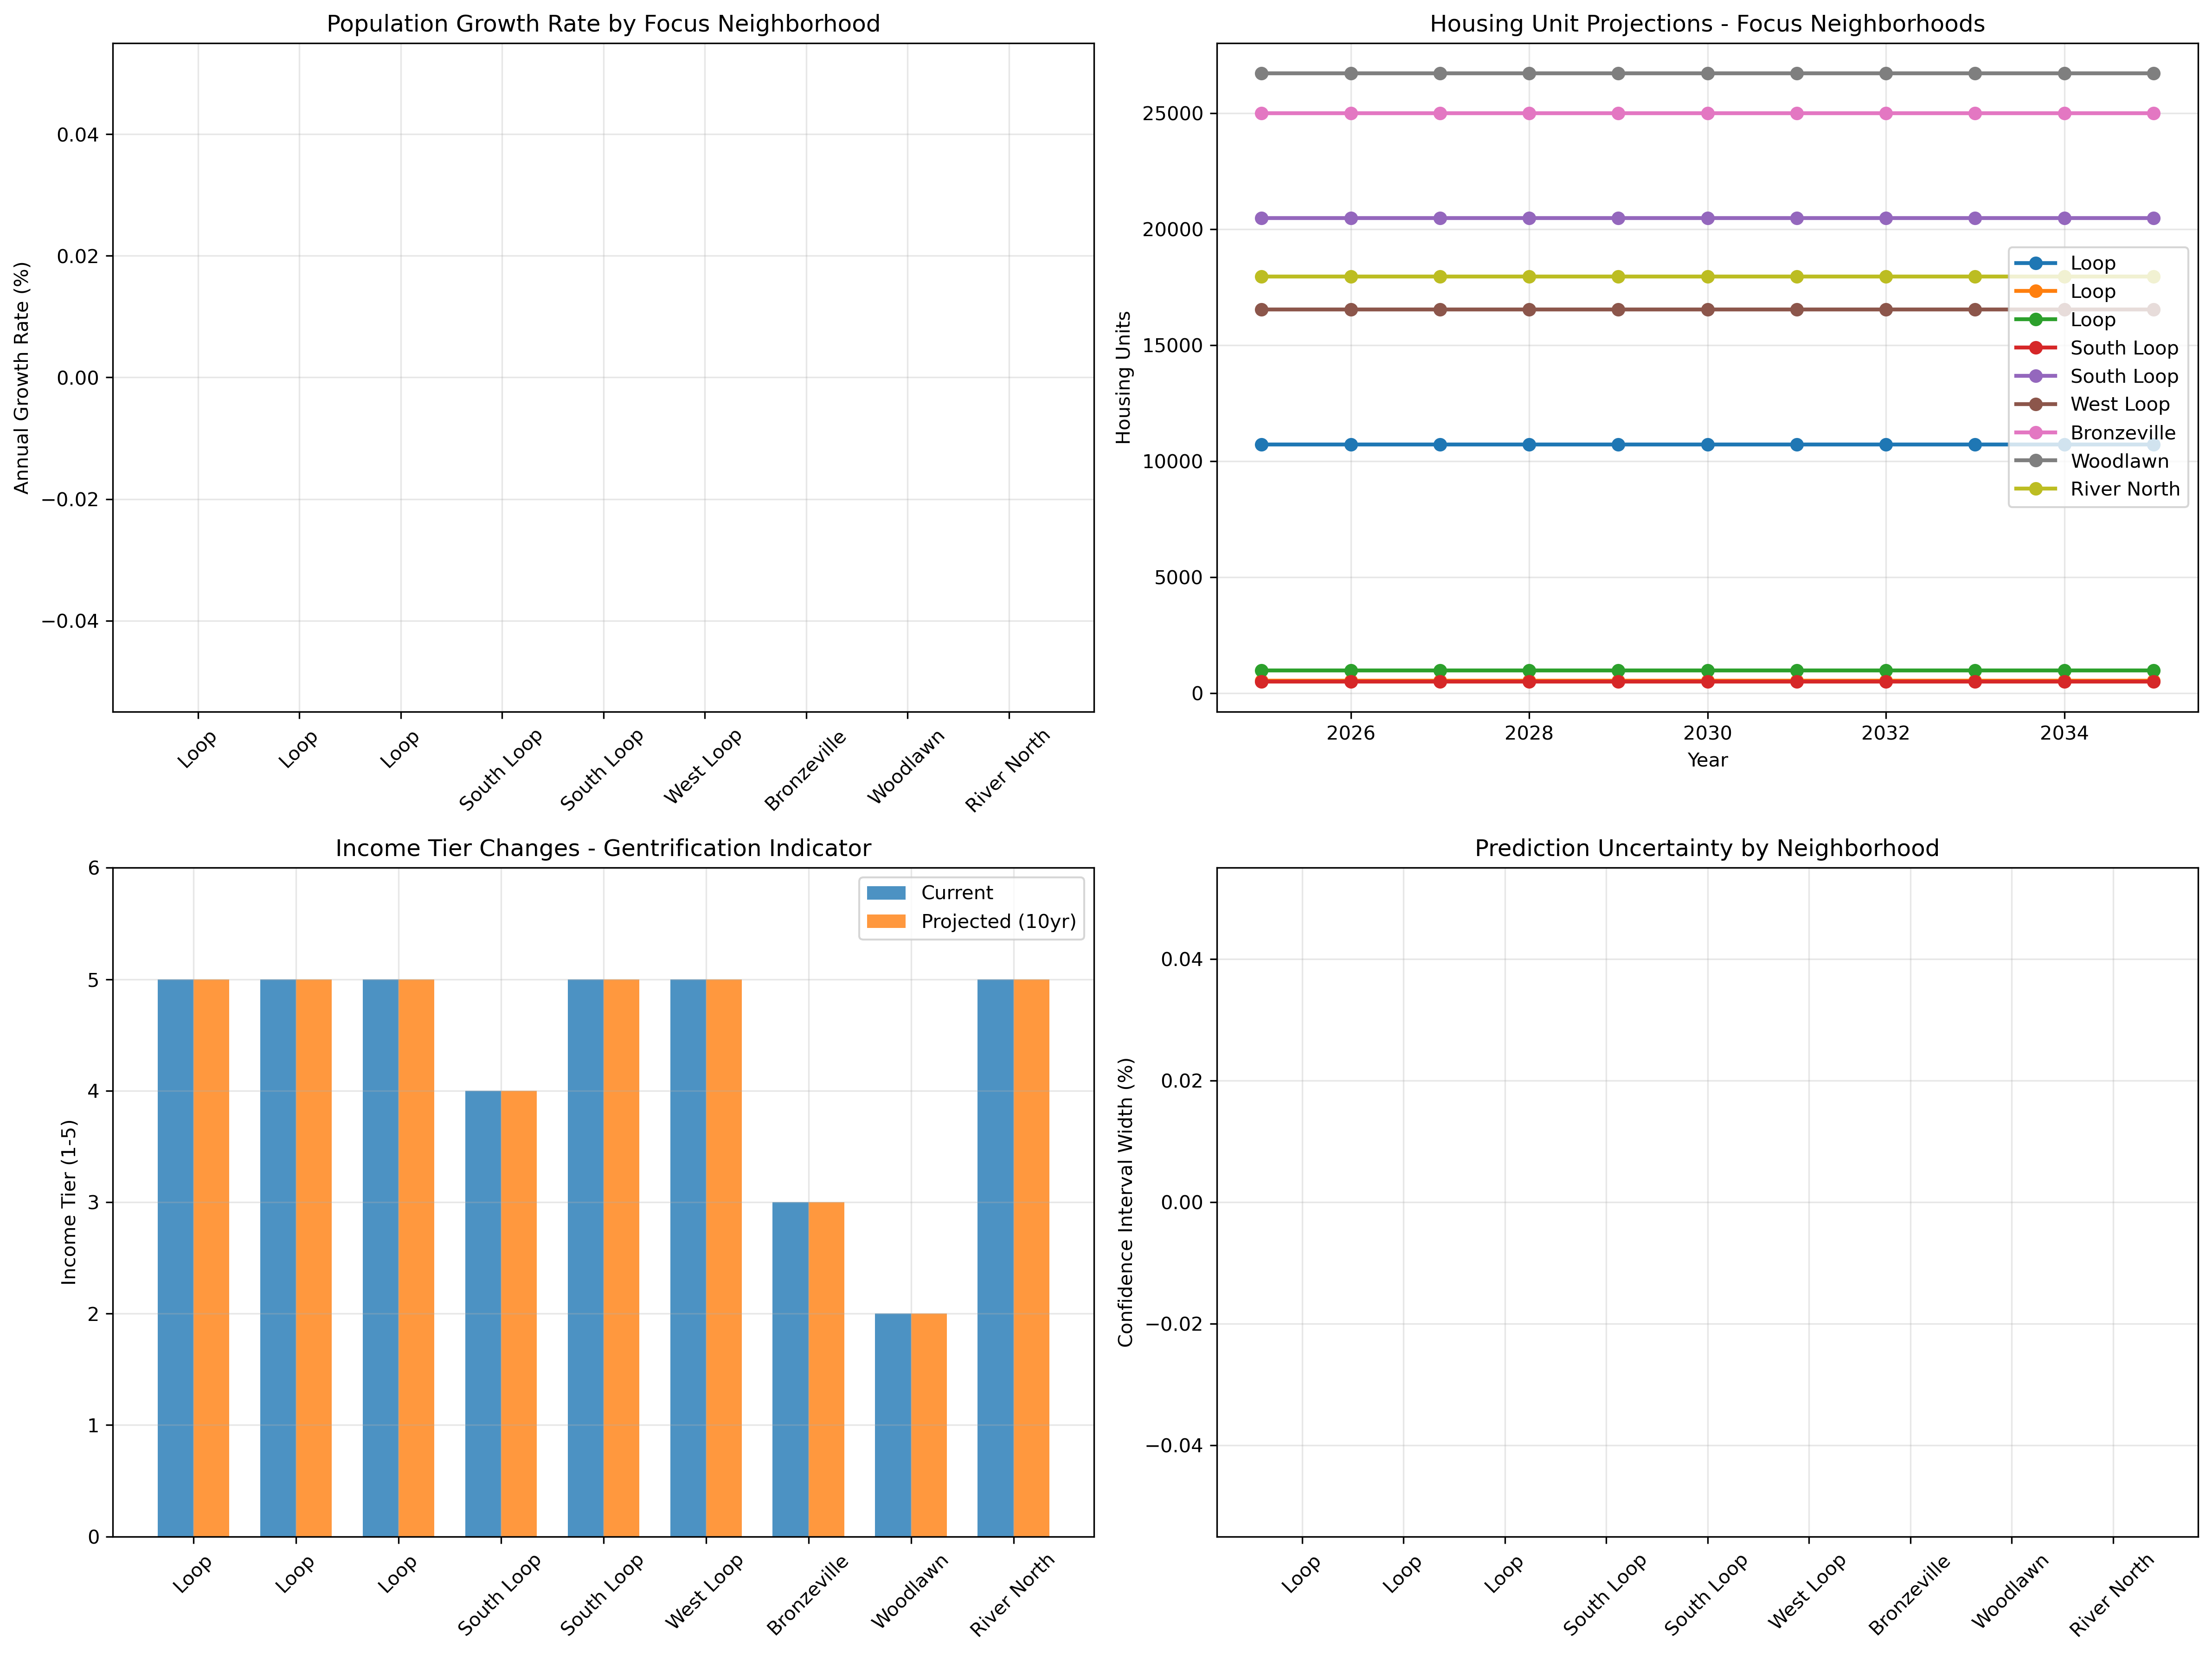 Population Growth Rate by Focus Neighborhood
Annual Growth Rate (%)
0.04
0.02
0.00
−0.02
−0.04
Loop
Loop
Loop
South Loop
South Loop
West Loop
Bronzeville
Woodlawn
River North
Housing Unit Projections - Focus Neighborhoods
Housing Units
25000
20000
15000
10000
5000
0
2026
2028
2030
2032
2034
Year
Loop
Loop
Loop
South Loop
South Loop
West Loop
Bronzeville
Woodlawn
River North
Income Tier Changes - Gentrification Indicator
Income Tier (1-5)
6
5
4
3
2
1
0
Current
Projected (10yr)
Loop
Loop
Loop
South Loop
South Loop
West Loop
Bronzeville
Woodlawn
River North
Prediction Uncertainty by Neighborhood
Confidence Interval Width (%)
0.04
0.02
0.00
−0.02
−0.04
Loop
Loop
Loop
South Loop
South Loop
West Loop
Bronzeville
Woodlawn
River North